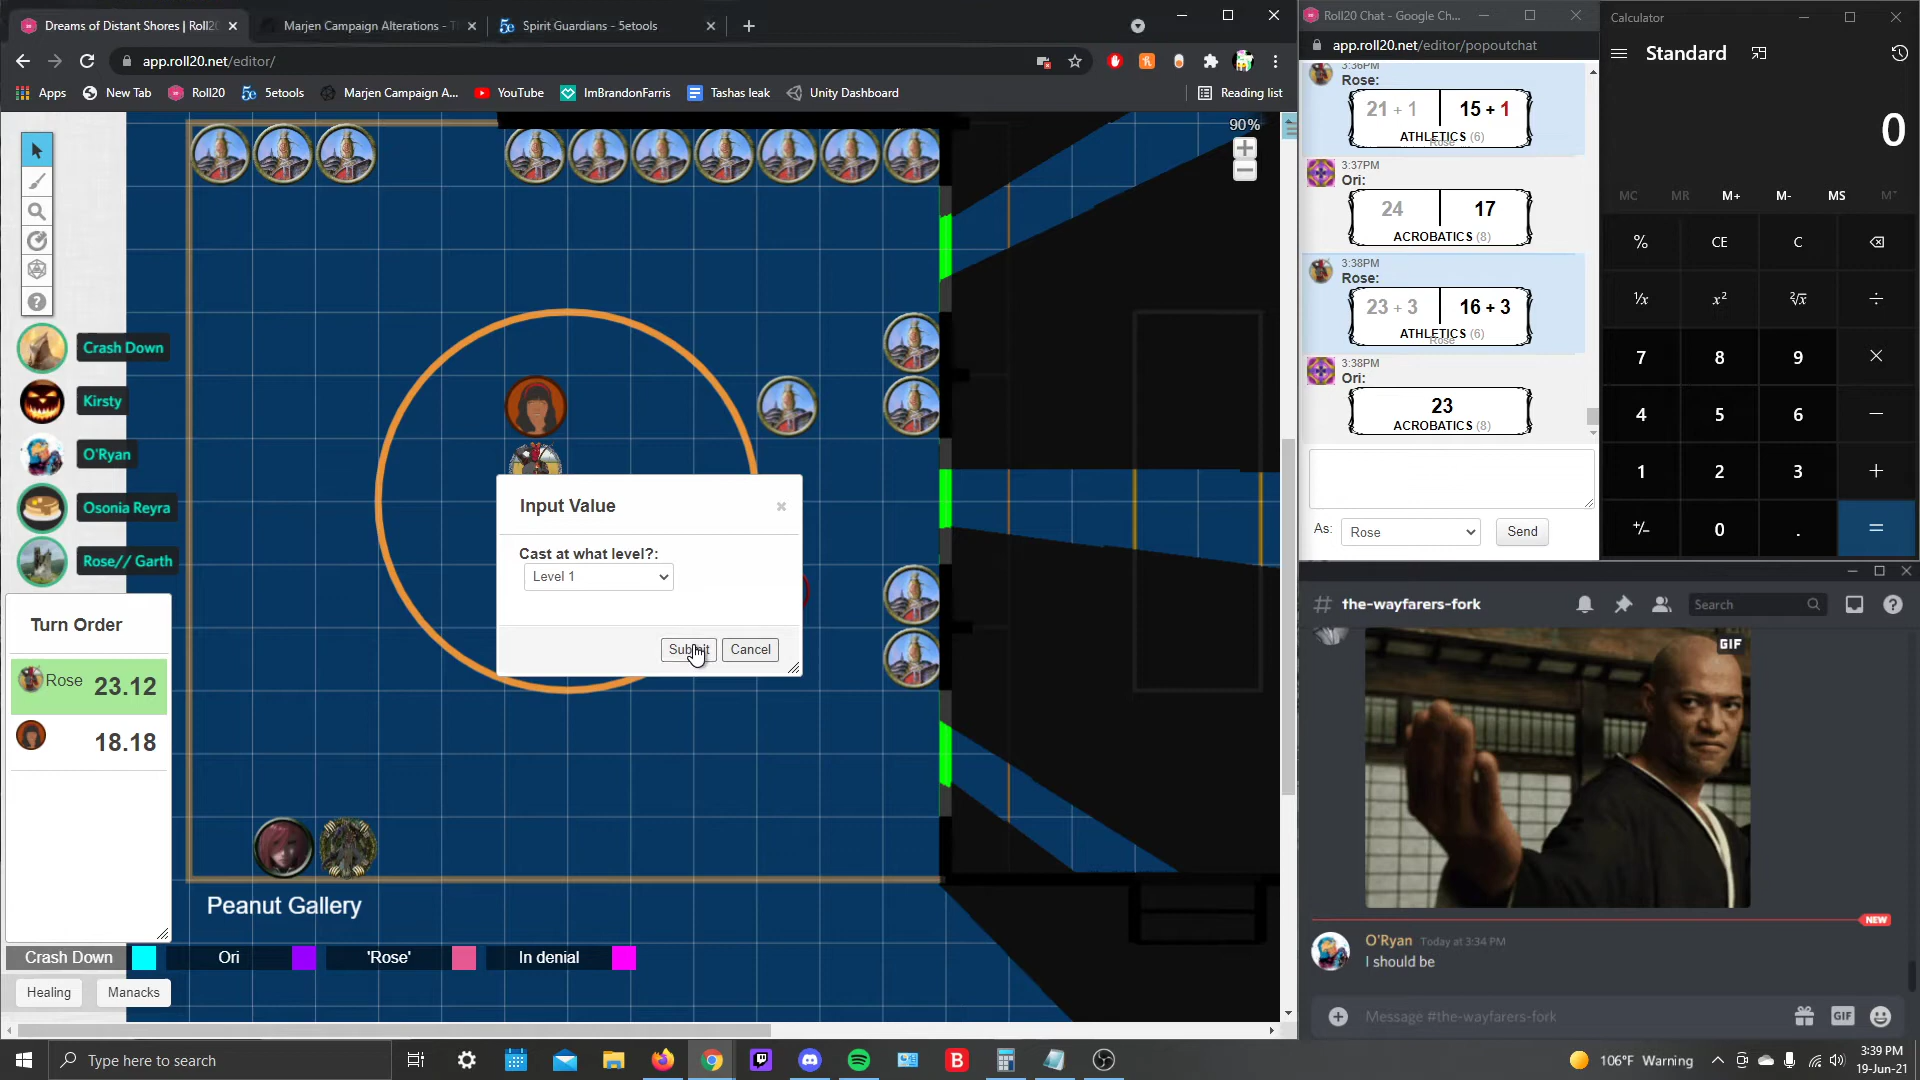 Dreams of Distant Shores | Roll20
Marjen Campaign Alterations - T
Spirit Guardians - 5etools
app.roll20.net/editor/
Apps
New Tab
Roll20
5etools
Marjen Campaign A...
YouTube
ImBrandonFarris
Tashas leak
Unity Dashboard
Reading list
90%
Crash Down
Kirsty
O'Ryan
Osonia Reyra
Rose// Garth
Turn Order
Rose 23.12
18.18
Input Value
Cast at what level?:
Level 1
Submit
Cancel
Peanut Gallery
Crash Down
Ori
'Rose'
In denial
Healing
Manacks
Roll20 Chat - Google Ch...
app.roll20.net/editor/popoutchat
3:36PM
Rose:
21 + 1
15 + 1
ATHLETICS (6)
Rose
3:37PM
Ori:
24
17
ACROBATICS (8)
3:38PM
Rose:
23 + 3
16 + 3
ATHLETICS (6)
Rose
3:38PM
Ori:
23
ACROBATICS (8)
As:
Rose
Send
Calculator
Standard
0
MC
MR
M+
M-
MS
M˅
%
CE
C
⌫
¹/x
x²
²√x
÷
7
8
9
×
4
5
6
−
1
2
3
+
+/-
0
.
=
# the-wayfarers-fork
Search
GIF
NEW
O'Ryan Today at 3:34 PM
I should be
Message #the-wayfarers-fork
GIF
Type here to search
106°F Warning
3:39 PM
19-Jun-21